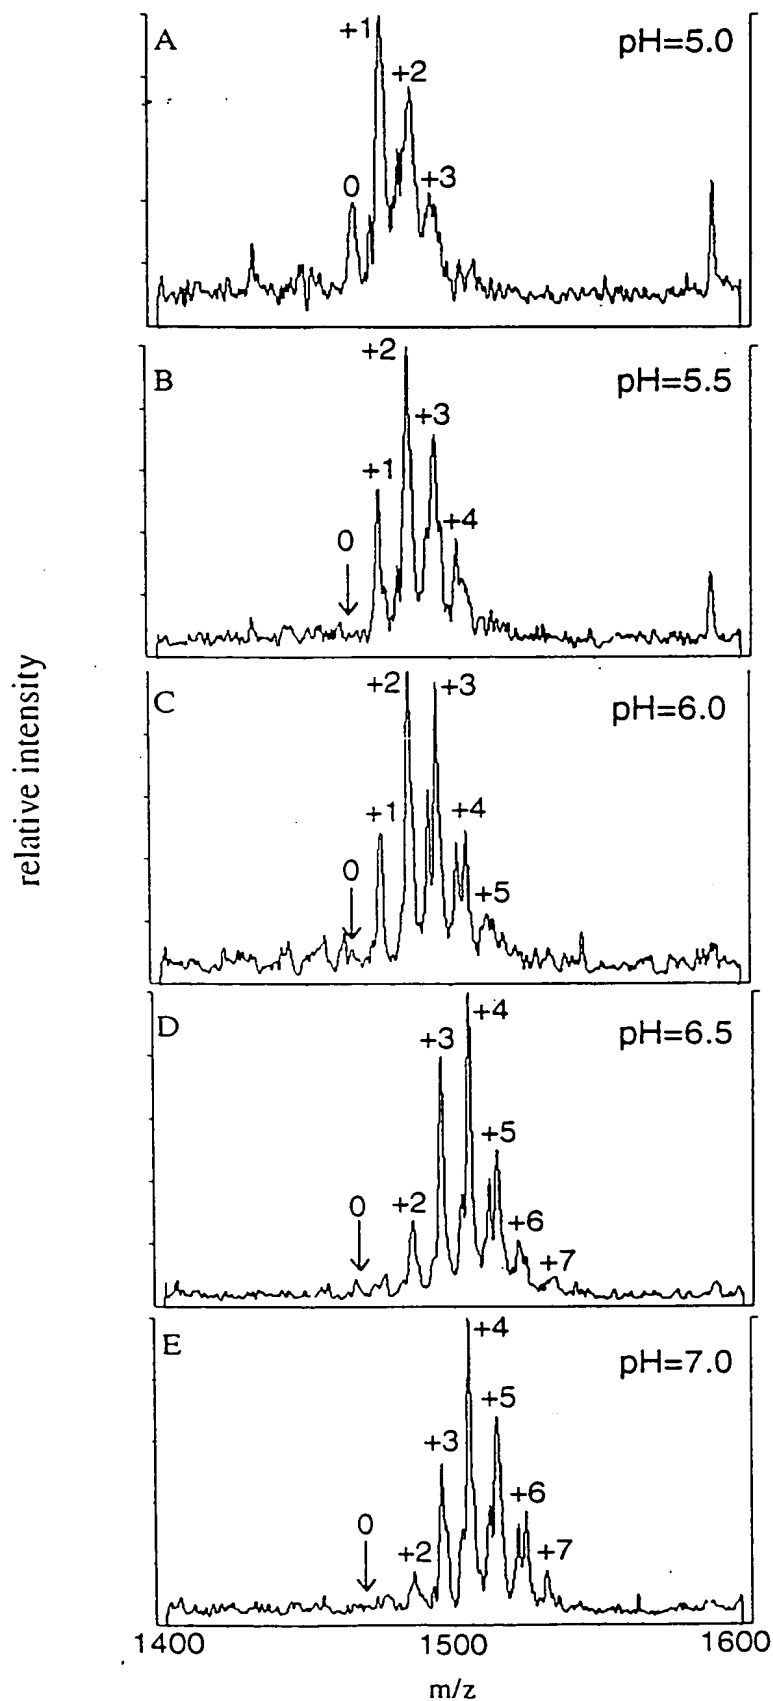 A
pH=5.0
+1
+2
0
+3
B
pH=5.5
+2
+3
+1
+4
0
C
pH=6.0
+2
+3
+1
+4
0
+5
relative intensity
D
pH=6.5
+4
+3
+5
0
+2
+6
+7
E
pH=7.0
+4
+5
+3
+6
0
+2
+7
1400
1500
1600
m/z